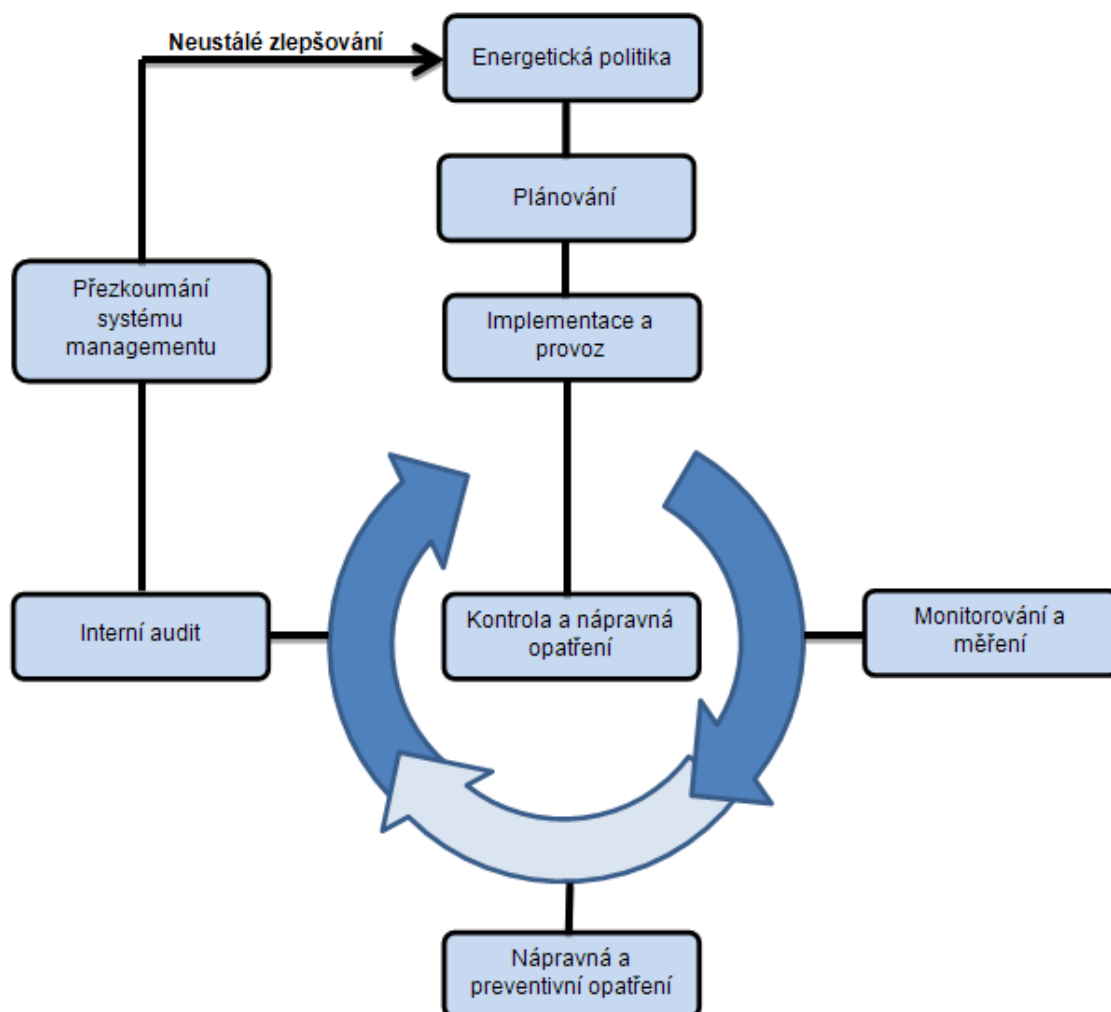 Neustálé zlepšování
Energetická politika
Plánování
Přezkoumání
systému
managementu
Implementace a
provoz
Interní audit
Kontrola a nápravná
opatření
Monitorování a
měření
Nápravná a
preventivní opatření